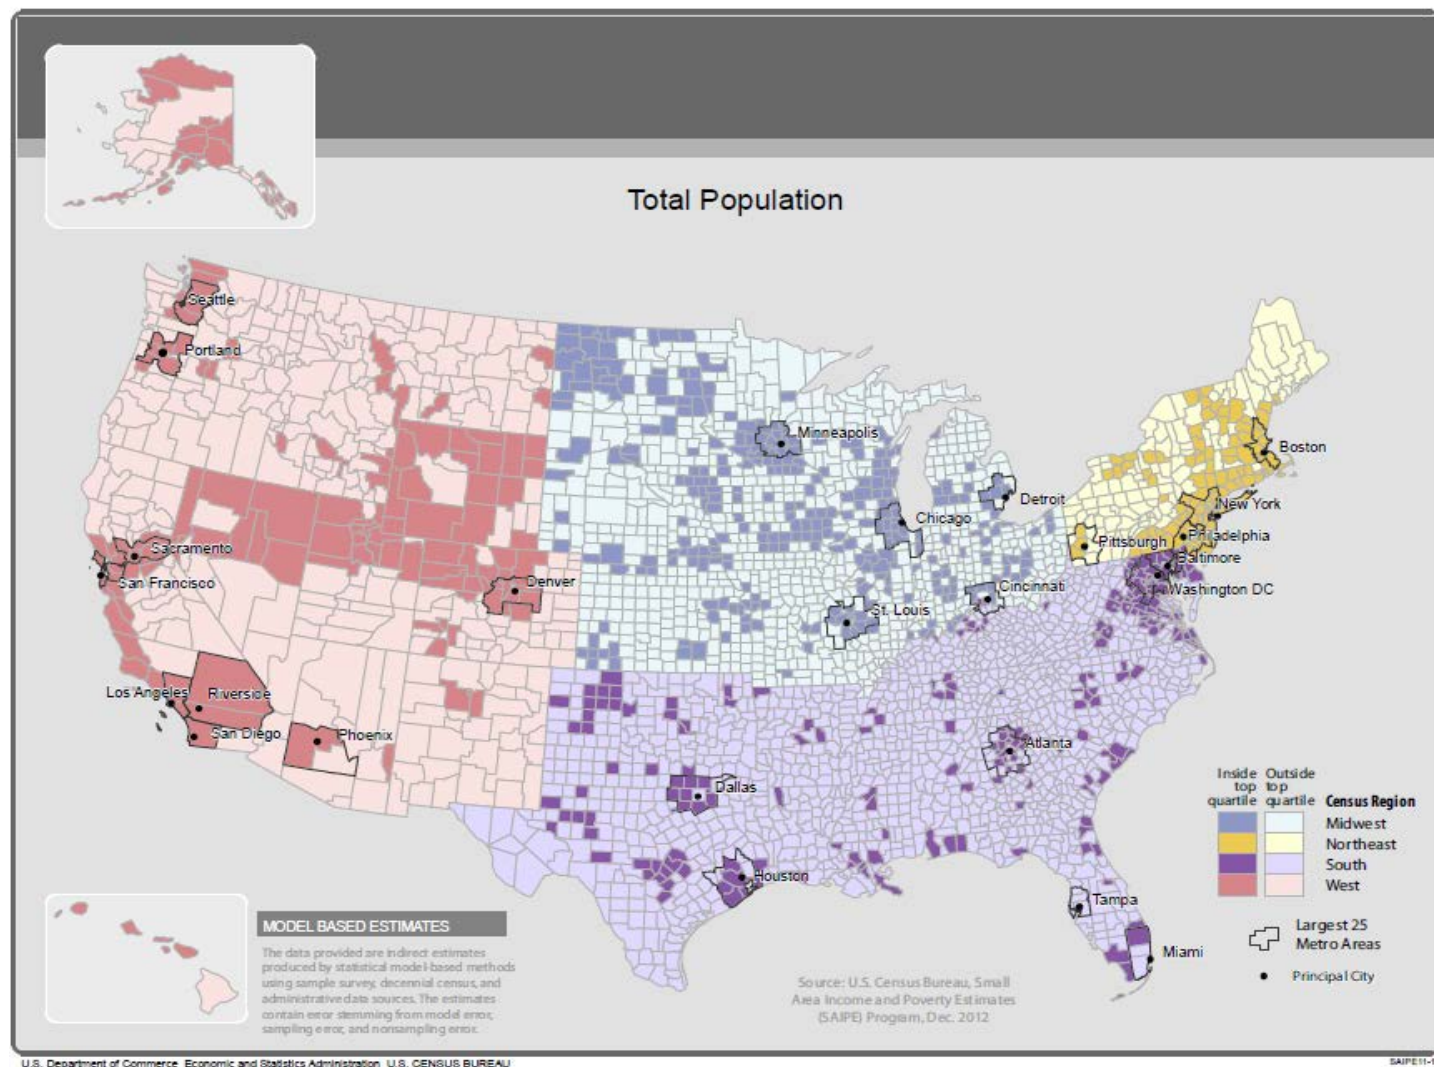 Total Population
Seattle
Portland
Minneapolis
Boston
Detroit
New York
Chicago
Pittsburgh
Philadelphia
Baltimore
Sacramento
San Francisco
Denver
Cincinnati
Washington DC
St. Louis
Los Angeles
Riverside
San Diego
Phoenix
Atlanta
Dallas
Houston
Tampa
Miami
Inside Outside
top top
quartile quartile Census Region
Midwest
Northeast
South
West
Largest 25
Metro Areas
Principal City
MODEL BASED ESTIMATES
The data provided are indirect estimates
produced by statistical model-based methods
using sample survey, decennial census, and
administrative data sources. The estimates
contain error stemming from model error,
sampling error, and nonsampling error.
Source: U.S. Census Bureau, Small
Area Income and Poverty Estimates
(SAIPE) Program, Dec. 2012
U.S. Department of Commerce Economic and Statistics Administration U.S. CENSUS BUREAU